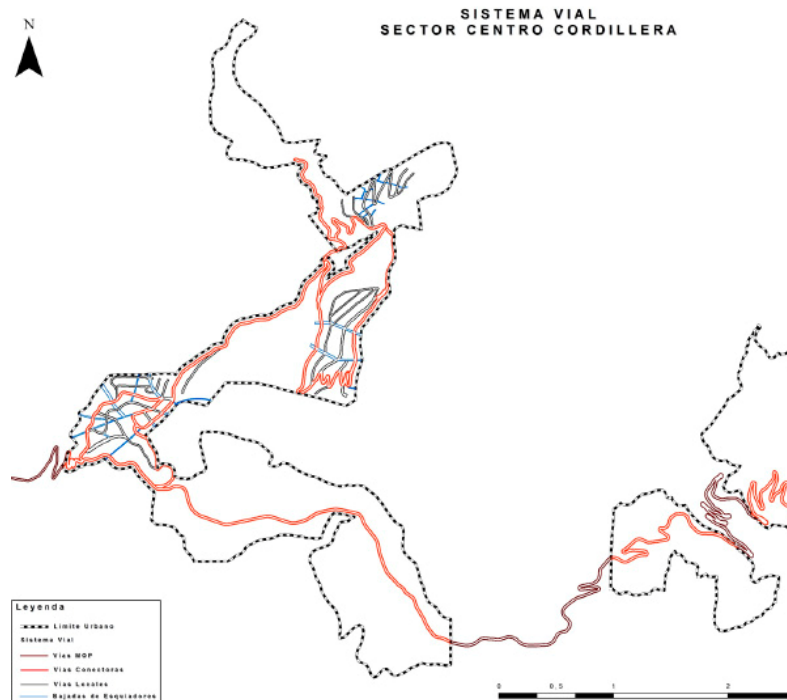 SISTEMA VIAL
SECTOR CENTRO CORDILLERA
N
Leyenda
Limite Urbano
Sistema Vial
Vias MOP
Vias Conectoras
Vias Locales
Bajadas de Esquiadores
0 0,5 1 2